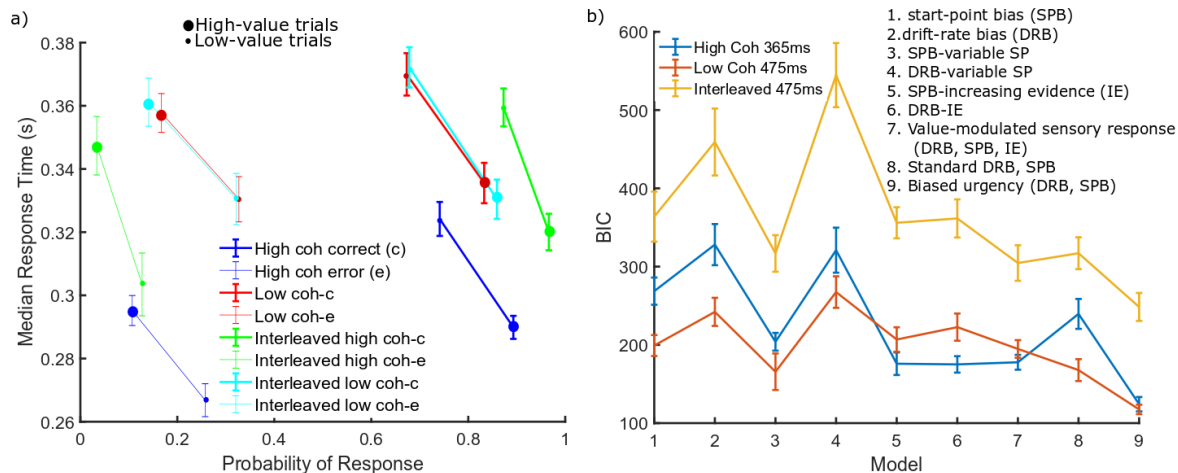 a)
High-value trials
Low-value trials
0.38
0.36
0.34
0.32
0.3
0.28
0.26
Median Response Time (s)
0
0.2
0.4
0.6
0.8
1
Probability of Response
High coh correct (c)
High coh error (e)
Low coh-c
Low coh-e
Interleaved high coh-c
Interleaved high coh-e
Interleaved low coh-c
Interleaved low coh-e
b)
600
500
400
300
200
100
BIC
1 2 3 4 5 6 7 8 9
Model
High Coh 365ms
Low Coh 475ms
Interleaved 475ms
1. start-point bias (SPB)
2.drift-rate bias (DRB)
3. SPB-variable SP
4. DRB-variable SP
5. SPB-increasing evidence (IE)
6. DRB-IE
7. Value-modulated sensory response
(DRB, SPB, IE)
8. Standard DRB, SPB
9. Biased urgency (DRB, SPB)